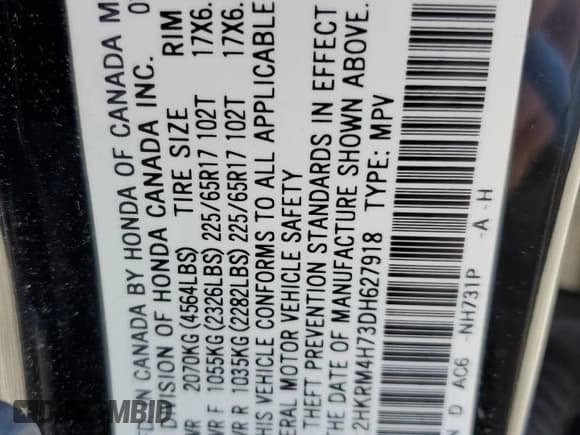 IN CANADA BY HONDA OF CANADA M
DIVISION OF HONDA CANADA INC. 0
TIRE SIZE RIM
2070KG (4564LBS)
F 1055KG (2326LBS) 225/65R17 102T 17X6.
R 1035KG (2282LBS) 225/65R17 102T 17X6.
VEHICLE CONFORMS TO ALL APPLICABLE
MOTOR VEHICLE SAFETY
THEFT PREVENTION STANDARDS IN EFFECT
DATE OF MANUFACTURE SHOWN ABOVE.
2HKRM4H73DH627918 TYPE: MPV
D AC6 -NH731P -A -H